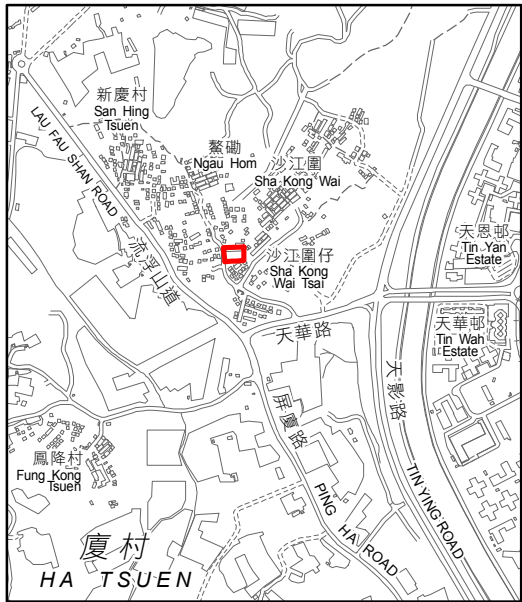 新慶村
San Hing
Tsuen
鰲磡
Ngau Hom
沙江圍
Sha Kong Wai
LAU FAU SHAN ROAD
流浮山道
沙江圍仔
Sha Kong
Wai Tsai
天恩邨
Tin Yan
Estate
天華路
天華邨
Tin Wah
Estate
天影路
TIN YING ROAD
屏廈路
PING HA ROAD
鳳降村
Fung Kong
Tsuen
廈村
HA TSUEN